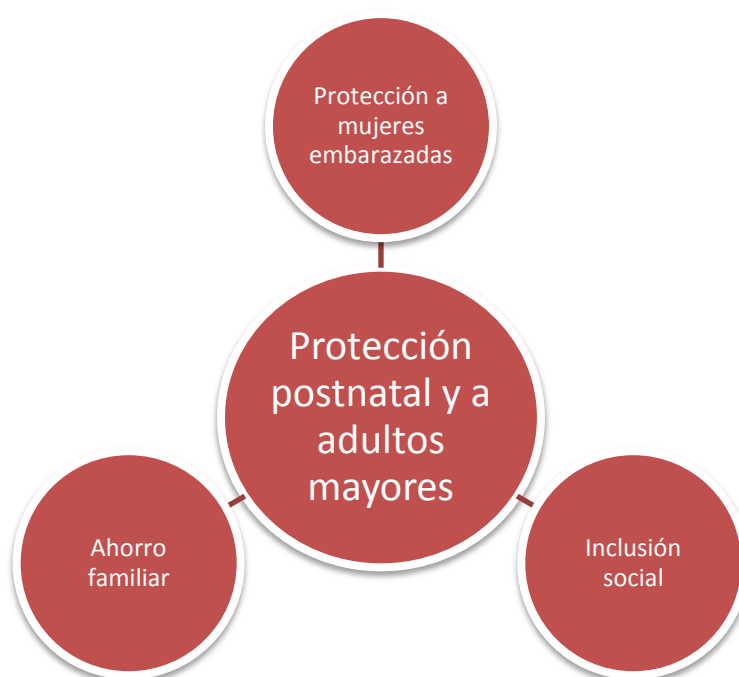 Protección a
mujeres
embarazadas
Protección
postnatal y a
adultos
mayores
Ahorro
familiar
Inclusión
social